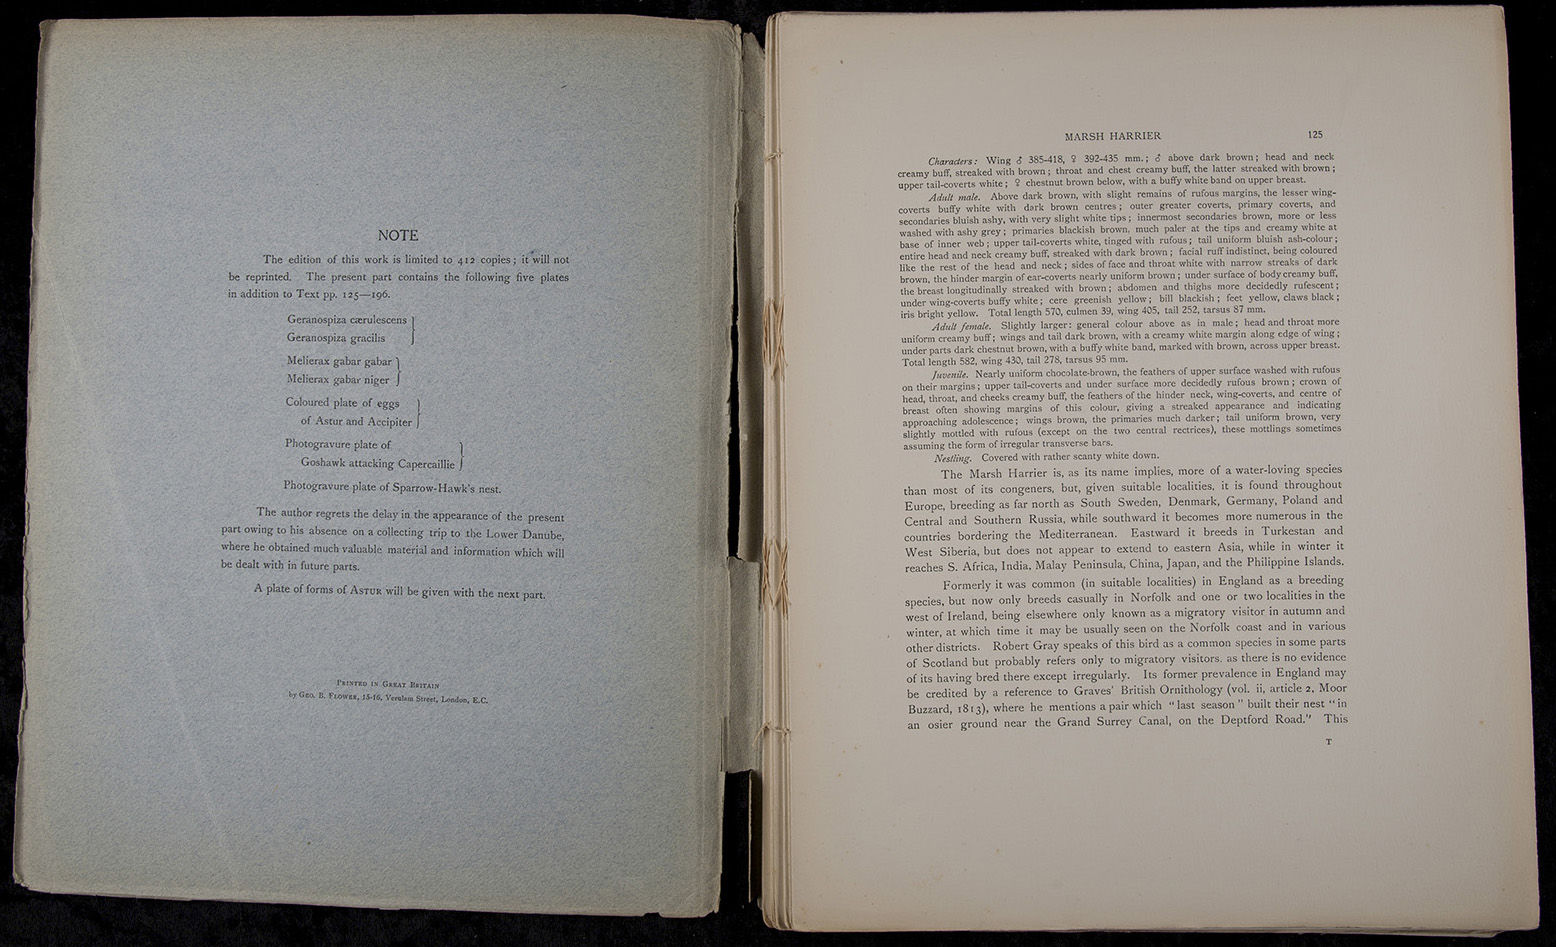 NOTE
The edition of this work is limited to 412 copies; it will not
be reprinted. The present part contains the following five plates
in addition to Text pp. 125—196.
Geranospiza cærulescens
Geranospiza gracilis
Melierax gabar gabar
Melierax gabar niger
Coloured plate of eggs
of Astur and Accipiter
Photogravure plate of
Goshawk attacking Capercaillie
Photogravure plate of Sparrow-Hawk's nest.
The author regrets the delay in the appearance of the present
part owing to his absence on a collecting trip to the Lower Danube,
where he obtained much valuable material and information which will
be dealt with in future parts.
A plate of forms of ASTUR will be given with the next part.
PRINTED IN GREAT BRITAIN
by GEO. B. FLOWER, 15-16, Verulam Street, London, E.C.
MARSH HARRIER 125
Characters: Wing ♂ 385-418, ♀ 392-435 mm.; ♂ above dark brown; head and neck
creamy buff, streaked with brown; throat and chest creamy buff, the latter streaked with brown;
upper tail-coverts white; ♀ chestnut brown below, with a buffy white band on upper breast.
Adult male. Above dark brown, with slight remains of rufous margins, the lesser wing-
coverts buffy white with dark brown centres; outer greater coverts, primary coverts, and
secondaries bluish ashy, with very slight white tips; innermost secondaries brown, more or less
washed with ashy grey; primaries blackish brown, much paler at the tips and creamy white at
base of inner web; upper tail-coverts white, tinged with rufous; tail uniform bluish ash-colour;
entire head and neck creamy buff, streaked with dark brown; facial ruff indistinct, being coloured
like the rest of the head and neck; sides of face and throat white with narrow streaks of dark
brown, the hinder margin of ear-coverts nearly uniform brown; under surface of body creamy buff,
the breast longitudinally streaked with brown; abdomen and thighs more decidedly rufescent;
under wing-coverts buffy white; cere greenish yellow; bill blackish; feet yellow, claws black;
iris bright yellow. Total length 570, culmen 39, wing 405, tail 252, tarsus 87 mm.
Adult female. Slightly larger: general colour above as in male; head and throat more
uniform creamy buff; wings and tail dark brown, with a creamy white margin along edge of wing;
under parts dark chestnut brown, with a buffy white band, marked with brown, across upper breast.
Total length 582, wing 430, tail 278, tarsus 95 mm.
Juvenile. Nearly uniform chocolate-brown, the feathers of upper surface washed with rufous
on their margins; upper tail-coverts and under surface more decidedly rufous brown; crown of
head, throat, and cheeks creamy buff, the feathers of the hinder neck, wing-coverts, and centre of
breast often showing margins of this colour, giving a streaked appearance and indicating
approaching adolescence; wings brown, the primaries much darker; tail uniform brown, very
slightly mottled with rufous (except on the two central rectrices), these mottlings sometimes
assuming the form of irregular transverse bars.
Nestling. Covered with rather scanty white down.
The Marsh Harrier is, as its name implies, more of a water-loving species
than most of its congeners, but, given suitable localities, it is found throughout
Europe, breeding as far north as South Sweden, Denmark, Germany, Poland and
Central and Southern Russia, while southward it becomes more numerous in the
countries bordering the Mediterranean. Eastward it breeds in Turkestan and
West Siberia, but does not appear to extend to eastern Asia, while in winter it
reaches S. Africa, India, Malay Peninsula, China, Japan, and the Philippine Islands.
Formerly it was common (in suitable localities) in England as a breeding
species, but now only breeds casually in Norfolk and one or two localities in the
west of Ireland, being elsewhere only known as a migratory visitor in autumn and
winter, at which time it may be usually seen on the Norfolk coast and in various
other districts. Robert Gray speaks of this bird as a common species in some parts
of Scotland but probably refers only to migratory visitors, as there is no evidence
of its having bred there except irregularly. Its former prevalence in England may
be credited by a reference to Graves' British Ornithology (vol. ii, article 2, Moor
Buzzard, 1813), where he mentions a pair which "last season" built their nest "in
an osier ground near the Grand Surrey Canal, on the Deptford Road." This
T